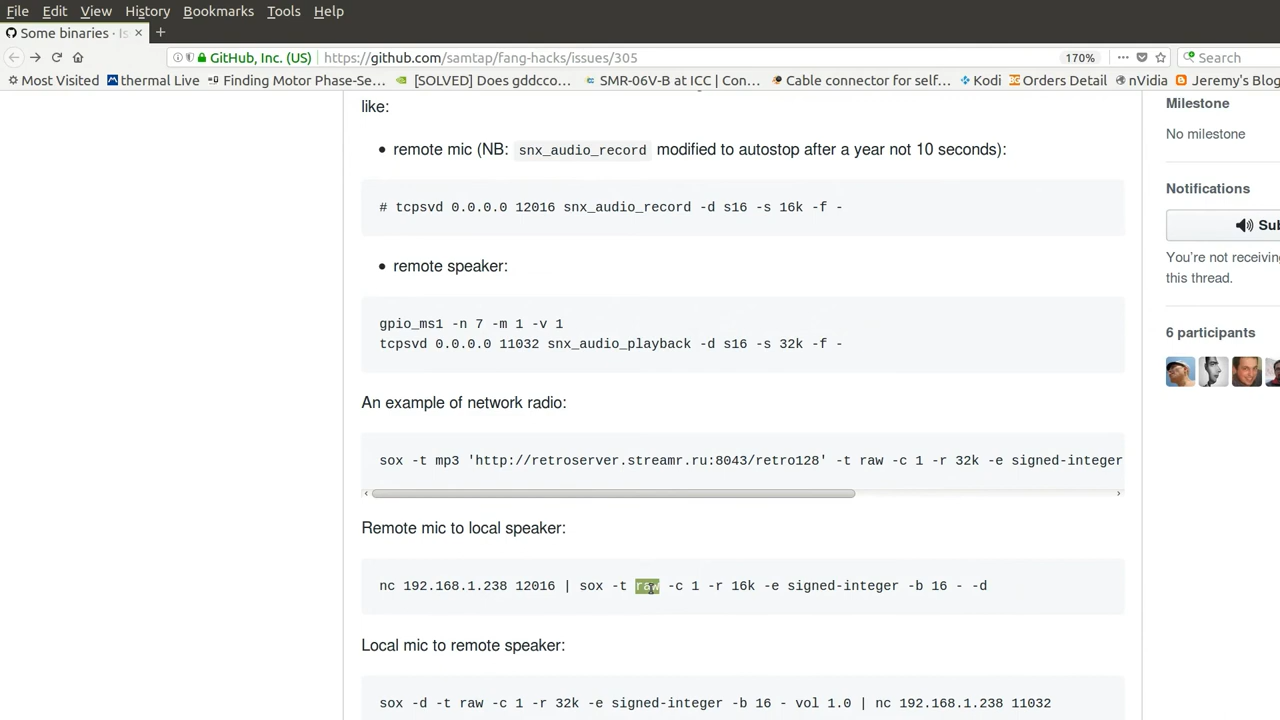 File Edit View History Bookmarks Tools Help
Some binaries · Is × +
GitHub, Inc. (US) https://github.com/samtap/fang-hacks/issues/305 170% ··· Search
Most Visited thermal Live Finding Motor Phase-Se... [SOLVED] Does gddcco... SMR-06V-B at ICC | Con... Cable connector for self... Kodi Orders Detail nVidia Jeremy's Blog
like:
• remote mic (NB: snx_audio_record modified to autostop after a year not 10 seconds):
# tcpsvd 0.0.0.0 12016 snx_audio_record -d s16 -s 16k -f -
• remote speaker:
gpio_ms1 -n 7 -m 1 -v 1
tcpsvd 0.0.0.0 11032 snx_audio_playback -d s16 -s 32k -f -
An example of network radio:
sox -t mp3 'http://retroserver.streamr.ru:8043/retro128' -t raw -c 1 -r 32k -e signed-integer
Remote mic to local speaker:
nc 192.168.1.238 12016 | sox -t raw -c 1 -r 16k -e signed-integer -b 16 - -d
Local mic to remote speaker:
sox -d -t raw -c 1 -r 32k -e signed-integer -b 16 - vol 1.0 | nc 192.168.1.238 11032
Milestone
No milestone
Notifications
Sub
You're not receiving
this thread.
6 participants